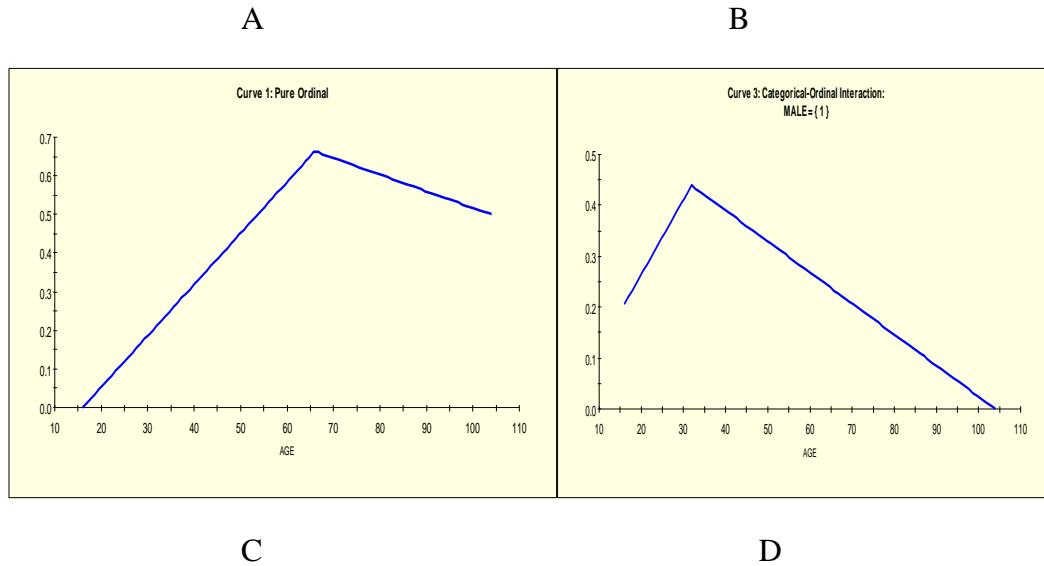 A
B
Curve 1: Pure Ordinal
0.7
0.6
0.5
0.4
0.3
0.2
0.1
0.0
10 20 30 40 50 60 70 80 90 100 110
AGE
Curve 3: Categorical-Ordinal Interaction:
MALE = { 1 }
0.5
0.4
0.3
0.2
0.1
0.0
10 20 30 40 50 60 70 80 90 100 110
AGE
C
D